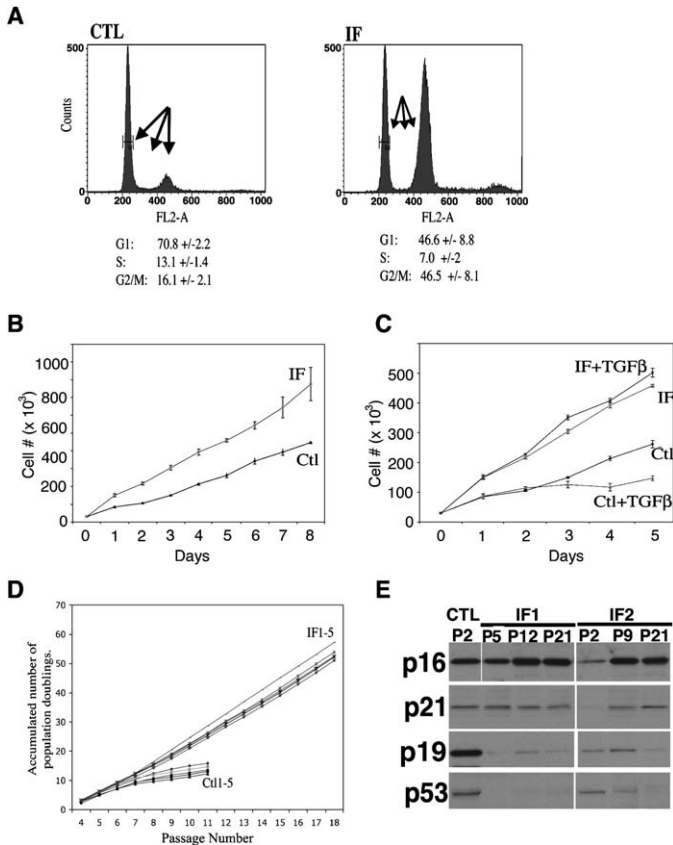 A
CTL
500
Counts
0
0 200 400 600 800 1000
FL2-A
G1: 70.8 +/-2.2
S: 13.1 +/-1.4
G2/M: 16.1 +/- 2.1
IF
500
0
0 200 400 600 800 1000
FL2-A
G1: 46.6 +/- 8.8
S: 7.0 +/-2
G2/M: 46.5 +/- 8.1
B
Cell # (x 10³)
1000
800
600
400
200
0
IF
Ctl
0 1 2 3 4 5 6 7 8
Days
C
Cell # (x 10³)
500
400
300
200
100
0
IF+TGFβ
IF
Ctl
Ctl+TGFβ
0 1 2 3 4 5
Days
D
Accumulated number of
population doublings.
70
60
50
40
30
20
10
0
IF1-5
Ctl1-5
4 5 6 7 8 9 10 11 12 13 14 15 16 17 18
Passage Number
E
CTL IF1 IF2
P2 P5 P12 P21 P2 P9 P21
p16
p21
p19
p53